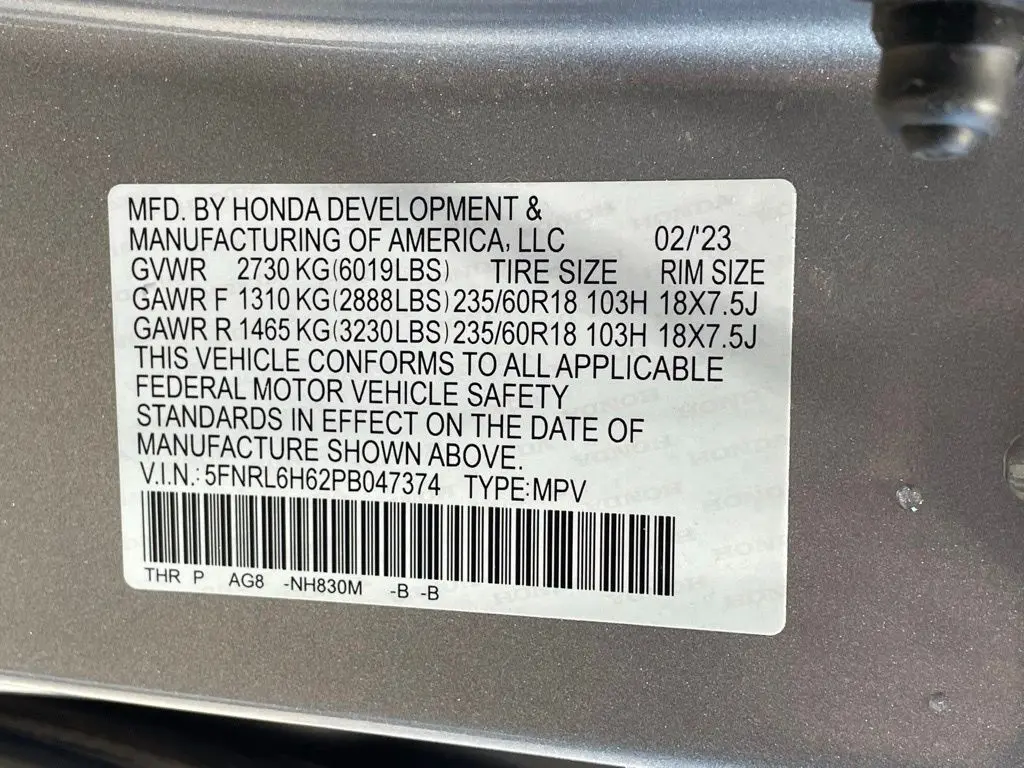 MFD. BY HONDA DEVELOPMENT &
MANUFACTURING OF AMERICA, LLC 02/'23
GVWR 2730 KG(6019LBS) TIRE SIZE RIM SIZE
GAWR F 1310 KG(2888LBS) 235/60R18 103H 18X7.5J
GAWR R 1465 KG(3230LBS) 235/60R18 103H 18X7.5J
THIS VEHICLE CONFORMS TO ALL APPLICABLE
FEDERAL MOTOR VEHICLE SAFETY
STANDARDS IN EFFECT ON THE DATE OF
MANUFACTURE SHOWN ABOVE.
V.I.N.: 5FNRL6H62PB047374 TYPE:MPV
THR P AG8 -NH830M -B -B